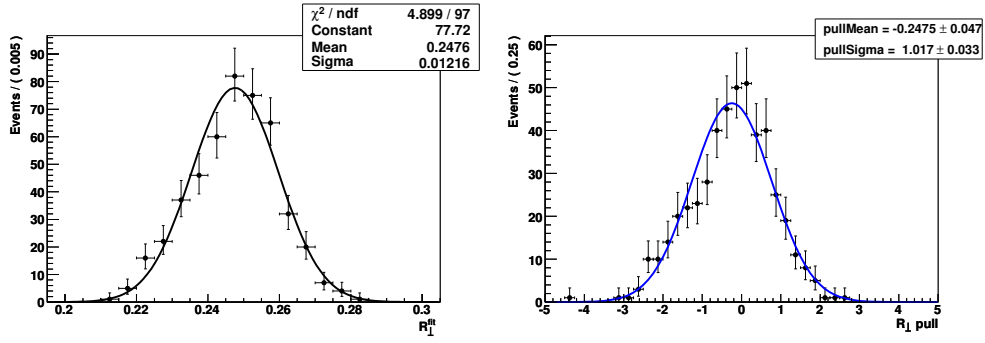 χ² / ndf 4.899 / 97
Constant 77.72
Mean 0.2476
Sigma 0.01216
Events / ( 0.005 )
90
80
70
60
50
40
30
20
10
0
0.2 0.22 0.24 0.26 0.28 0.3
R⊥^fit
pullMean = -0.2475 ± 0.047
pullSigma = 1.017 ± 0.033
Events / ( 0.25 )
60
50
40
30
20
10
0
-5 -4 -3 -2 -1 0 1 2 3 4 5
R⊥ pull